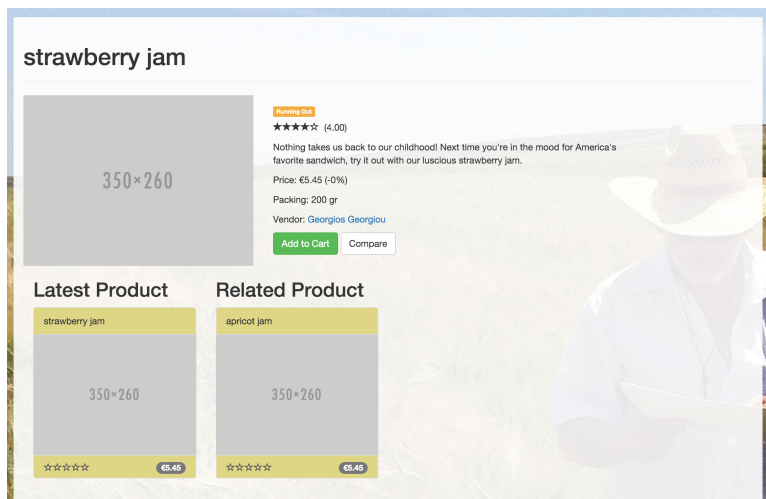 strawberry jam
350×260
Running Out
★★★★☆ (4.00)
Nothing takes us back to our childhood! Next time you're in the mood for America's
favorite sandwich, try it out with our luscious strawberry jam.
Price: €5.45 (-0%)
Packing: 200 gr
Vendor: Georgios Georgiou
Add to Cart
Compare
Latest Product
strawberry jam
350×260
☆☆☆☆☆ €5.45
Related Product
apricot jam
350×260
☆☆☆☆☆ €5.45